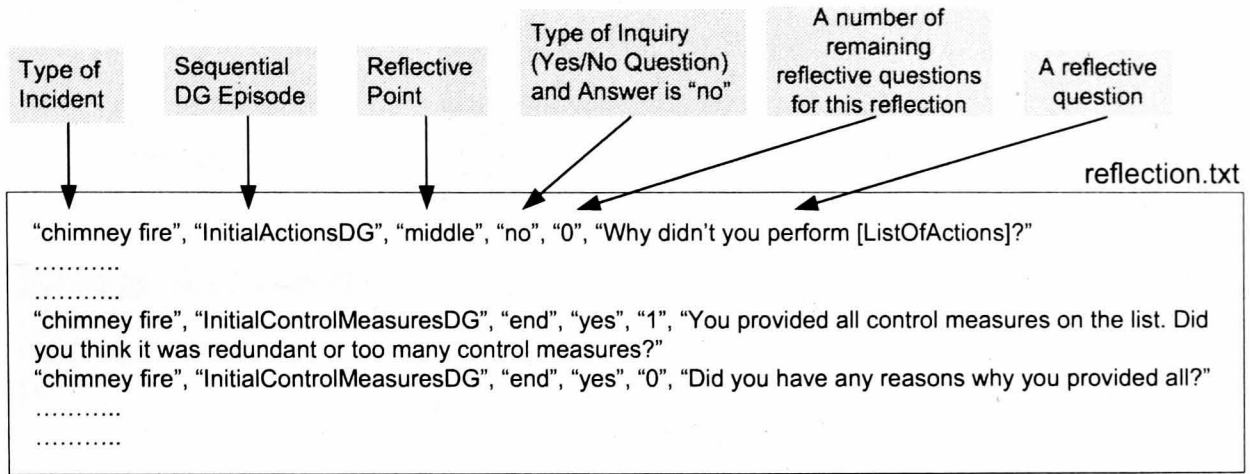 Type of
Incident
Sequential
DG Episode
Reflective
Point
Type of Inquiry
(Yes/No Question)
and Answer is “no”
A number of
remaining
reflective questions
for this reflection
A reflective
question
reflection.txt
“chimney fire”, “InitialActionsDG”, “middle”, “no”, “0”, “Why didn’t you perform [ListOfActions]?”
...........
...........
“chimney fire”, “InitialControlMeasuresDG”, “end”, “yes”, “1”, “You provided all control measures on the list. Did
you think it was redundant or too many control measures?”
“chimney fire”, “InitialControlMeasuresDG”, “end”, “yes”, “0”, “Did you have any reasons why you provided all?”
...........
...........